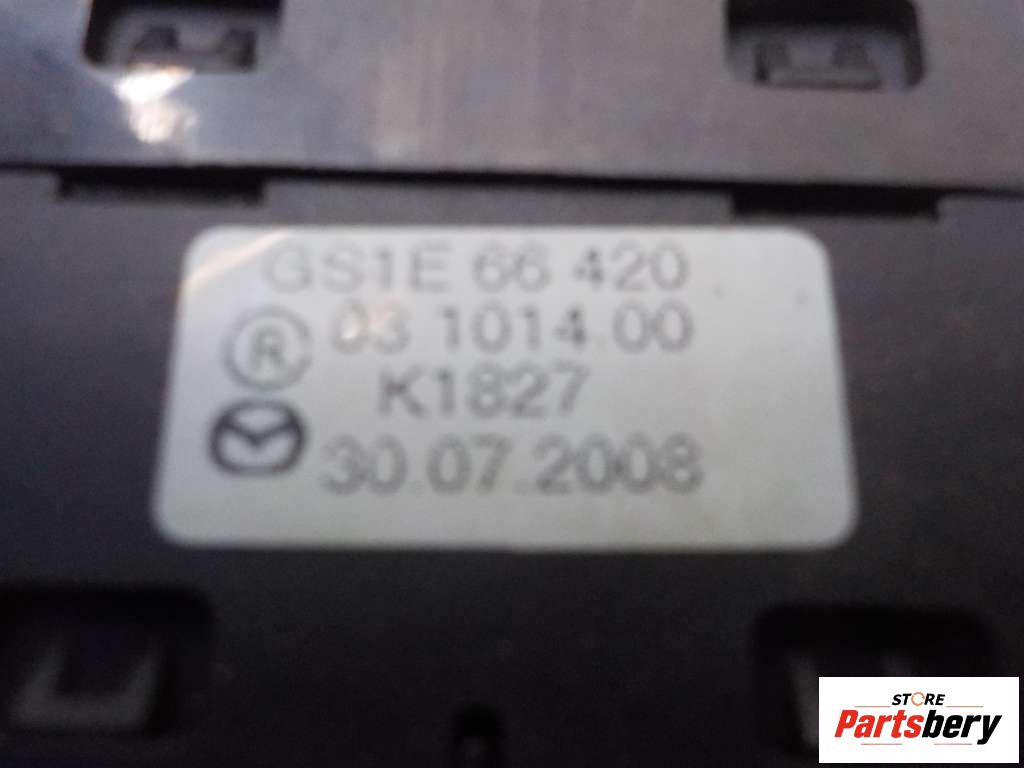 GS1E 66 420
® 03 1014.00
K1827
30.07.2008
STORE
Partsbery